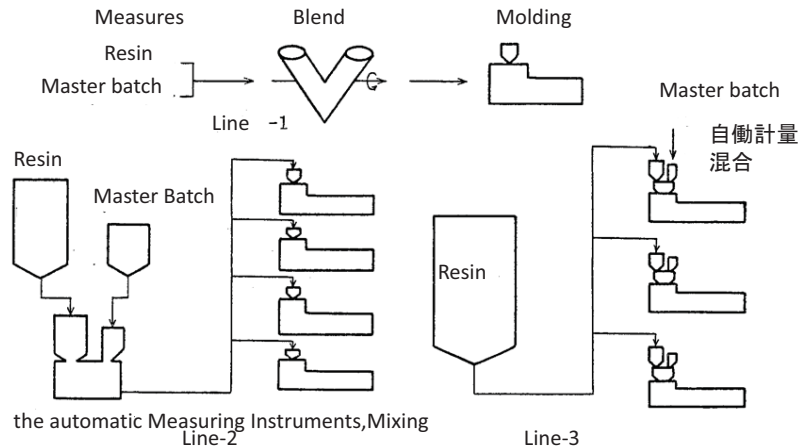 Measures Blend Molding
Resin
Master batch
Line -1
Master batch
自働計量
混合
Resin
Master Batch
Resin
the automatic Measuring Instruments,Mixing
Line-2
Line-3